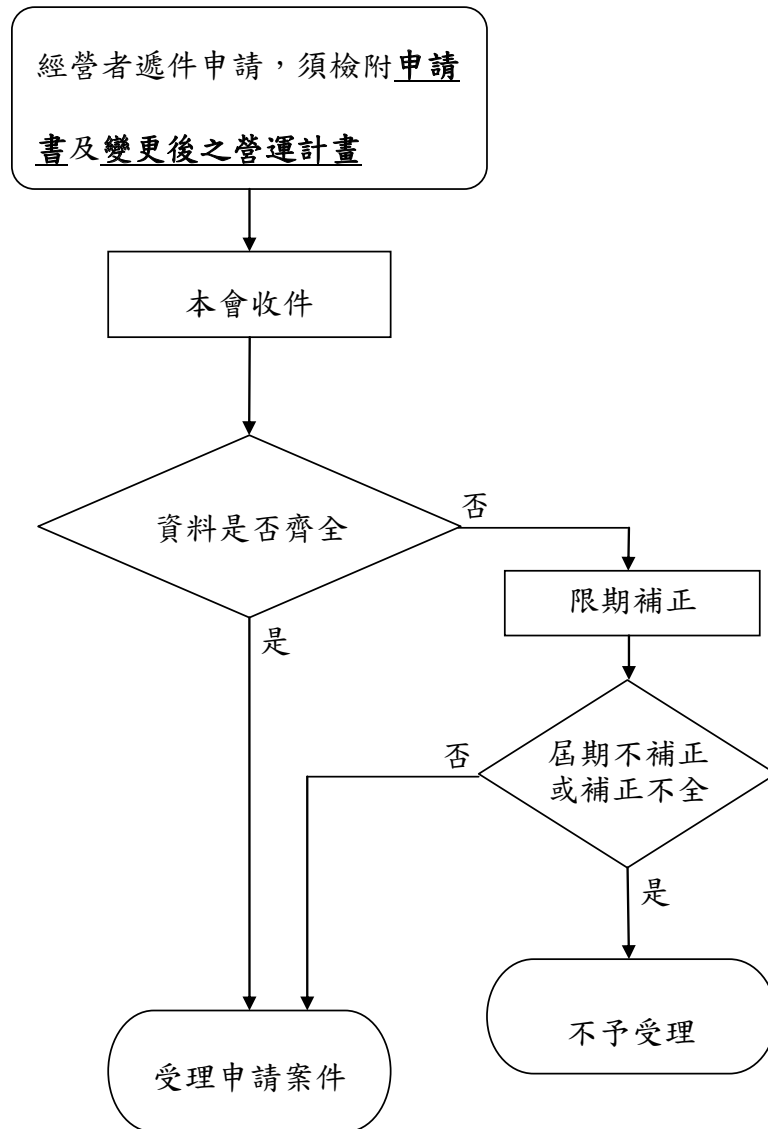 經營者遞件申請，須檢附申請
書及變更後之營運計畫
本會收件
資料是否齊全
否
限期補正
是
屆期不補正
或補正不全
否
是
不予受理
受理申請案件